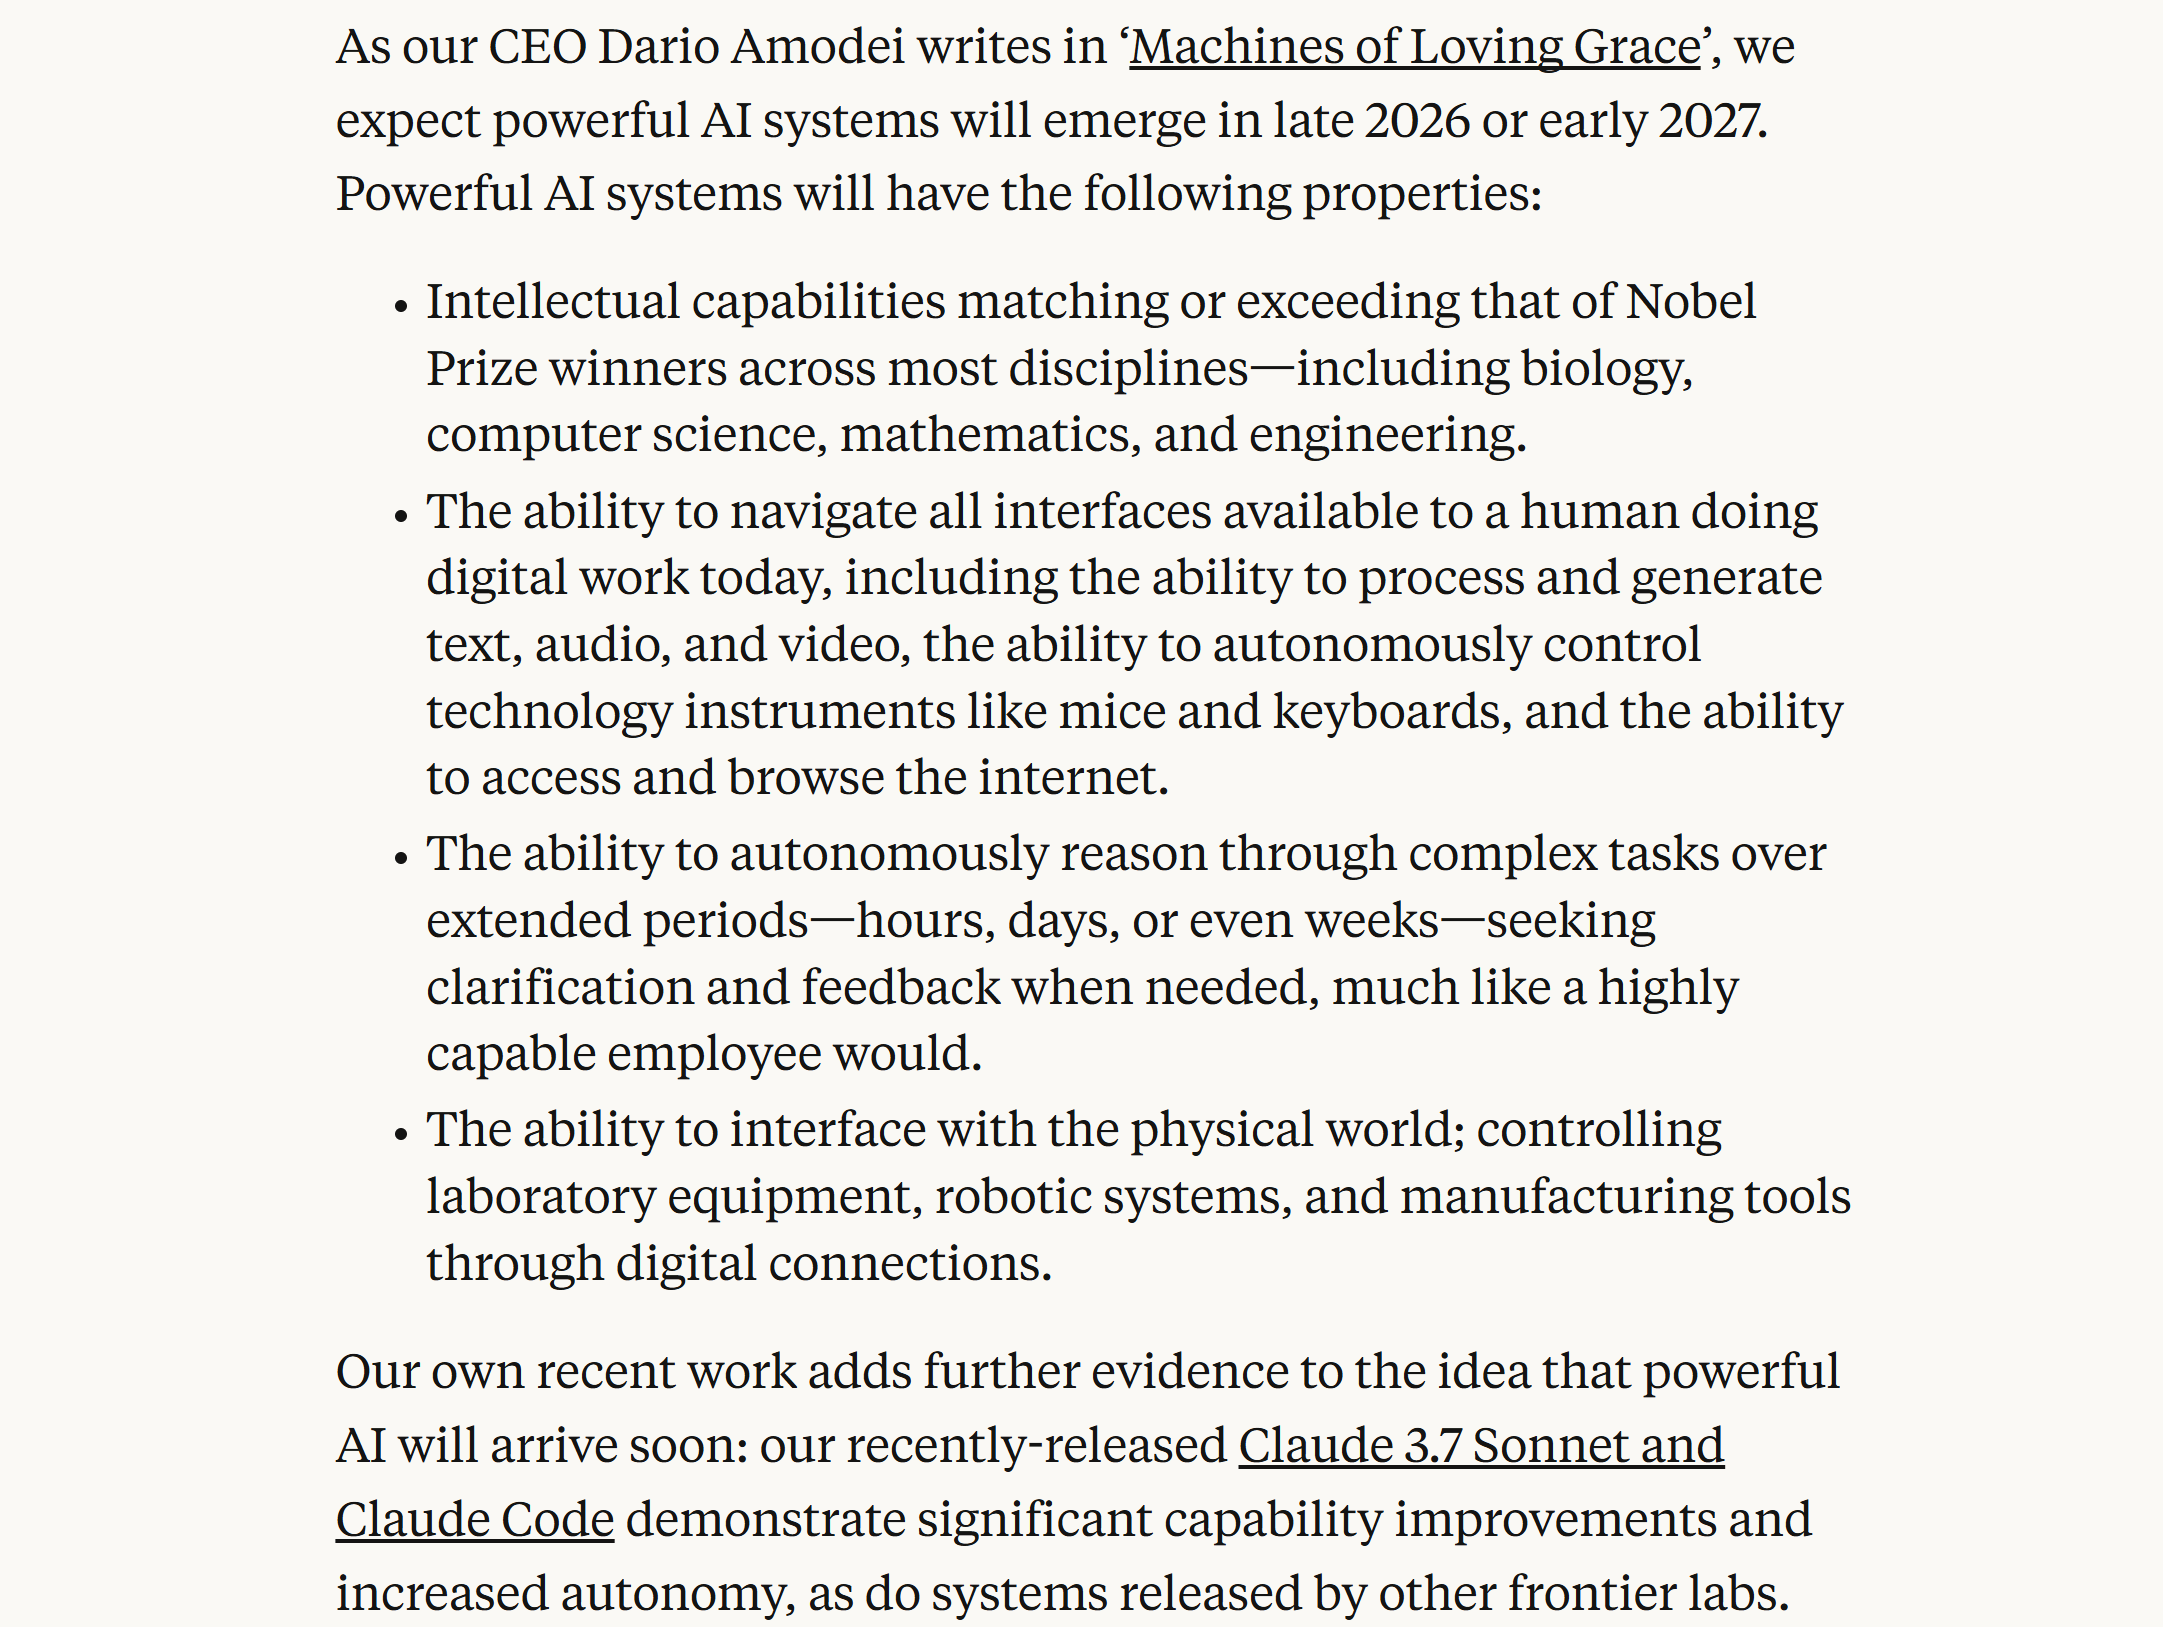 As our CEO Dario Amodei writes in ‘Machines of Loving Grace’, we
expect powerful AI systems will emerge in late 2026 or early 2027.
Powerful AI systems will have the following properties:
• Intellectual capabilities matching or exceeding that of Nobel
Prize winners across most disciplines—including biology,
computer science, mathematics, and engineering.
• The ability to navigate all interfaces available to a human doing
digital work today, including the ability to process and generate
text, audio, and video, the ability to autonomously control
technology instruments like mice and keyboards, and the ability
to access and browse the internet.
• The ability to autonomously reason through complex tasks over
extended periods—hours, days, or even weeks—seeking
clarification and feedback when needed, much like a highly
capable employee would.
• The ability to interface with the physical world; controlling
laboratory equipment, robotic systems, and manufacturing tools
through digital connections.
Our own recent work adds further evidence to the idea that powerful
AI will arrive soon: our recently-released Claude 3.7 Sonnet and
Claude Code demonstrate significant capability improvements and
increased autonomy, as do systems released by other frontier labs.